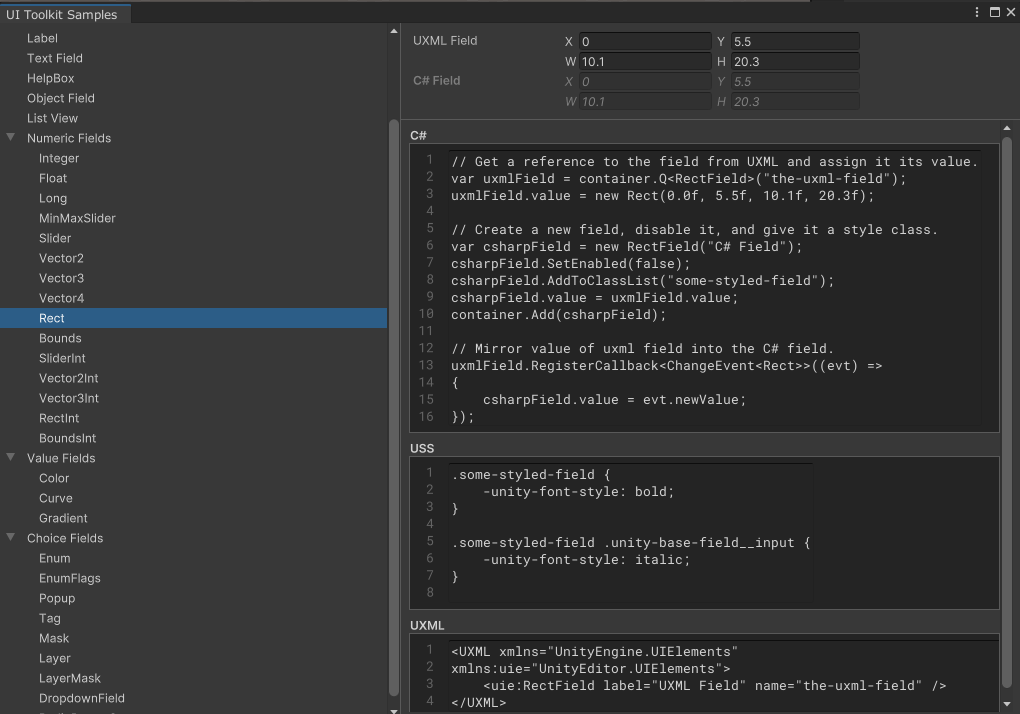 UI Toolkit Samples
Label
Text Field
HelpBox
Object Field
List View
Numeric Fields
Integer
Float
Long
MinMaxSlider
Slider
Vector2
Vector3
Vector4
Rect
Bounds
SliderInt
Vector2Int
Vector3Int
RectInt
BoundsInt
Value Fields
Color
Curve
Gradient
Choice Fields
Enum
EnumFlags
Popup
Tag
Mask
Layer
LayerMask
DropdownField
UXML Field X 0 Y 5.5
W 10.1 H 20.3
C# Field X 0 Y 5.5
W 10.1 H 20.3
C#
1 // Get a reference to the field from UXML and assign it its value.
2 var uxmlField = container.Q<RectField>("the-uxml-field");
3 uxmlField.value = new Rect(0.0f, 5.5f, 10.1f, 20.3f);
4
5 // Create a new field, disable it, and give it a style class.
6 var csharpField = new RectField("C# Field");
7 csharpField.SetEnabled(false);
8 csharpField.AddToClassList("some-styled-field");
9 csharpField.value = uxmlField.value;
10 container.Add(csharpField);
11
12 // Mirror value of uxml field into the C# field.
13 uxmlField.RegisterCallback<ChangeEvent<Rect>>((evt) =>
14 {
15     csharpField.value = evt.newValue;
16 });
USS
1 .some-styled-field {
2     -unity-font-style: bold;
3 }
4
5 .some-styled-field .unity-base-field__input {
6     -unity-font-style: italic;
7 }
8
UXML
1 <UXML xmlns="UnityEngine.UIElements"
2 xmlns:uie="UnityEditor.UIElements">
3     <uie:RectField label="UXML Field" name="the-uxml-field" />
4 </UXML>